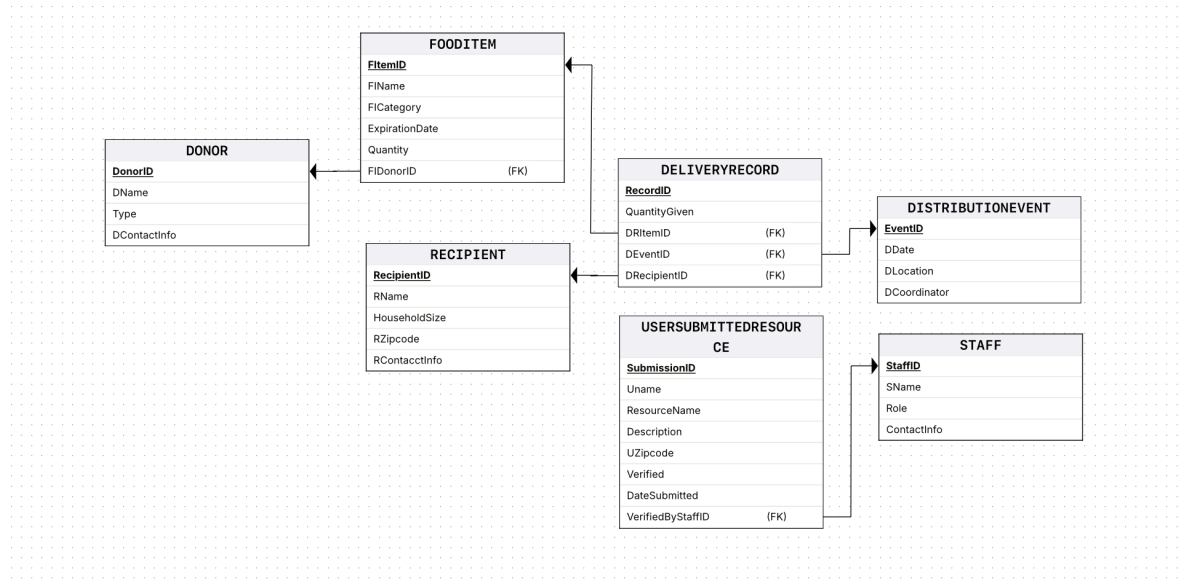 FOODITEM
FItemID
FIName
FICategory
ExpirationDate
Quantity
FIDonorID (FK)
DONOR
DonorID
DName
Type
DContactInfo
DELIVERYRECORD
RecordID
QuantityGiven
DRItemID (FK)
DEventID (FK)
DRecipientID (FK)
DISTRIBUTIONEVENT
EventID
DDate
DLocation
DCoordinator
RECIPIENT
RecipientID
RName
HouseholdSize
RZipcode
RContacctInfo
USERSUBMITTEDRESOUR
CE
SubmissionID
Uname
ResourceName
Description
UZipcode
Verified
DateSubmitted
VerifiedByStaffID (FK)
STAFF
StaffID
SName
Role
ContactInfo